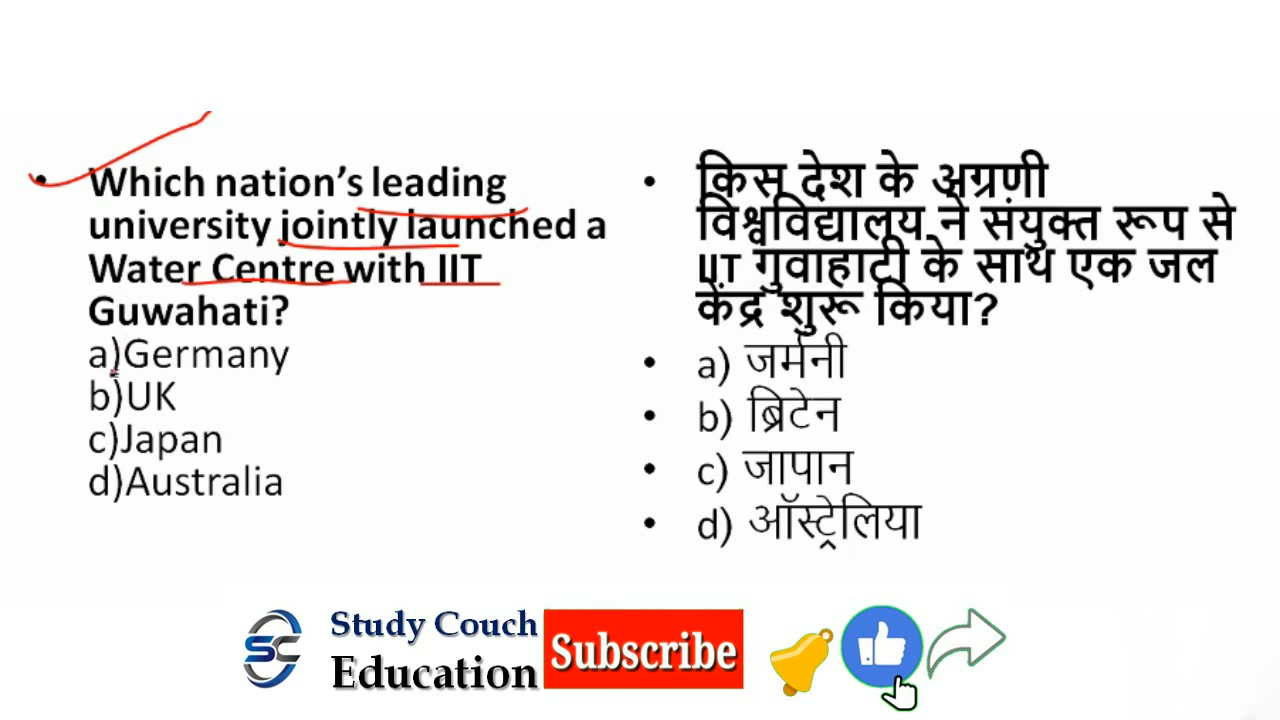 • Which nation's leading
university jointly launched a
Water Centre with IIT
Guwahati?
a)Germany
b)UK
c)Japan
d)Australia
• किस देश के अग्रणी
विश्वविद्यालय ने संयुक्त रूप से
IIT गुवाहाटी के साथ एक जल
केंद्र शुरू किया?
• a) जर्मनी
• b) ब्रिटेन
• c) जापान
• d) ऑस्ट्रेलिया
SC
Study Couch
Education
Subscribe